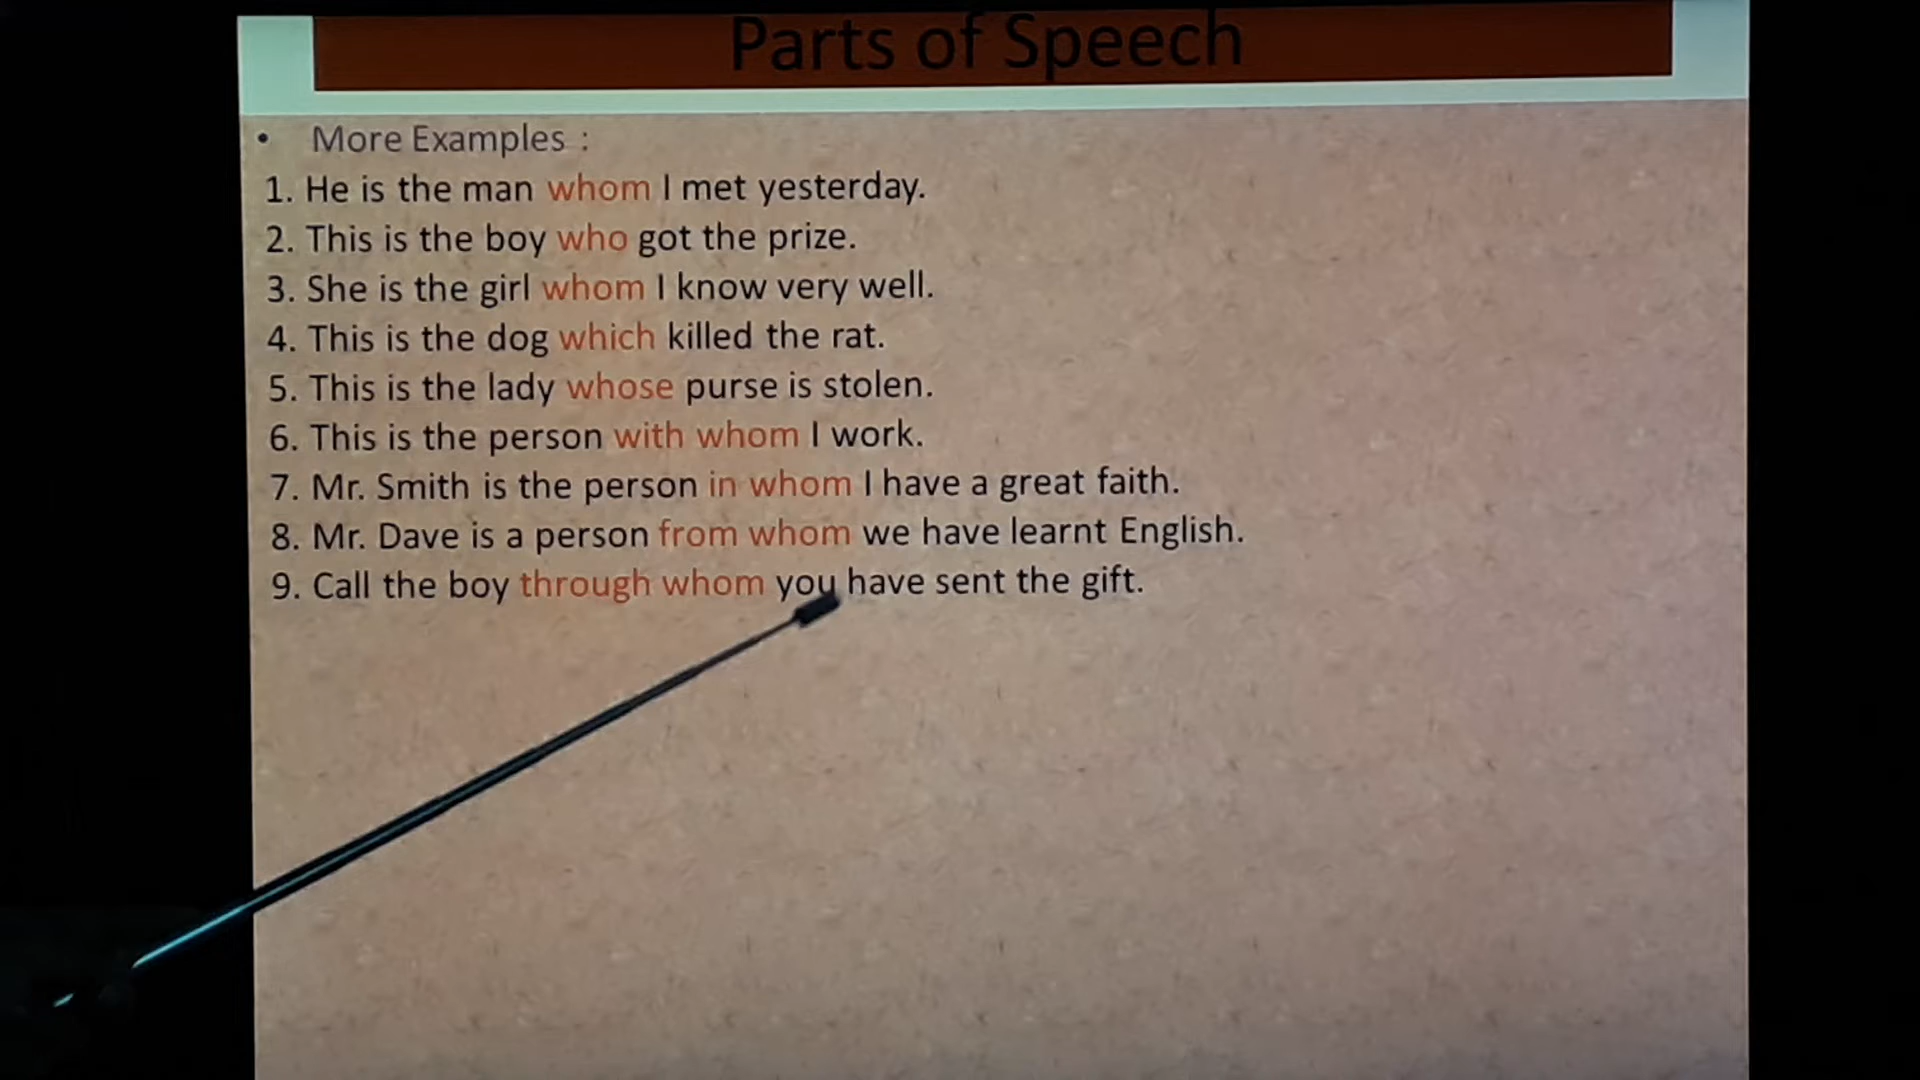 Parts of Speech
• More Examples :
1. He is the man whom I met yesterday.
2. This is the boy who got the prize.
3. She is the girl whom I know very well.
4. This is the dog which killed the rat.
5. This is the lady whose purse is stolen.
6. This is the person with whom I work.
7. Mr. Smith is the person in whom I have a great faith.
8. Mr. Dave is a person from whom we have learnt English.
9. Call the boy through whom you have sent the gift.